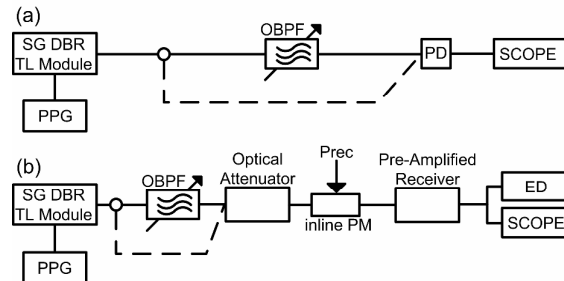 (a)
OBPF
SG DBR
TL Module
PD
SCOPE
PPG
(b)
OBPF
Optical
Attenuator
Prec
Pre-Amplified
Receiver
SG DBR
TL Module
inline PM
ED
SCOPE
PPG